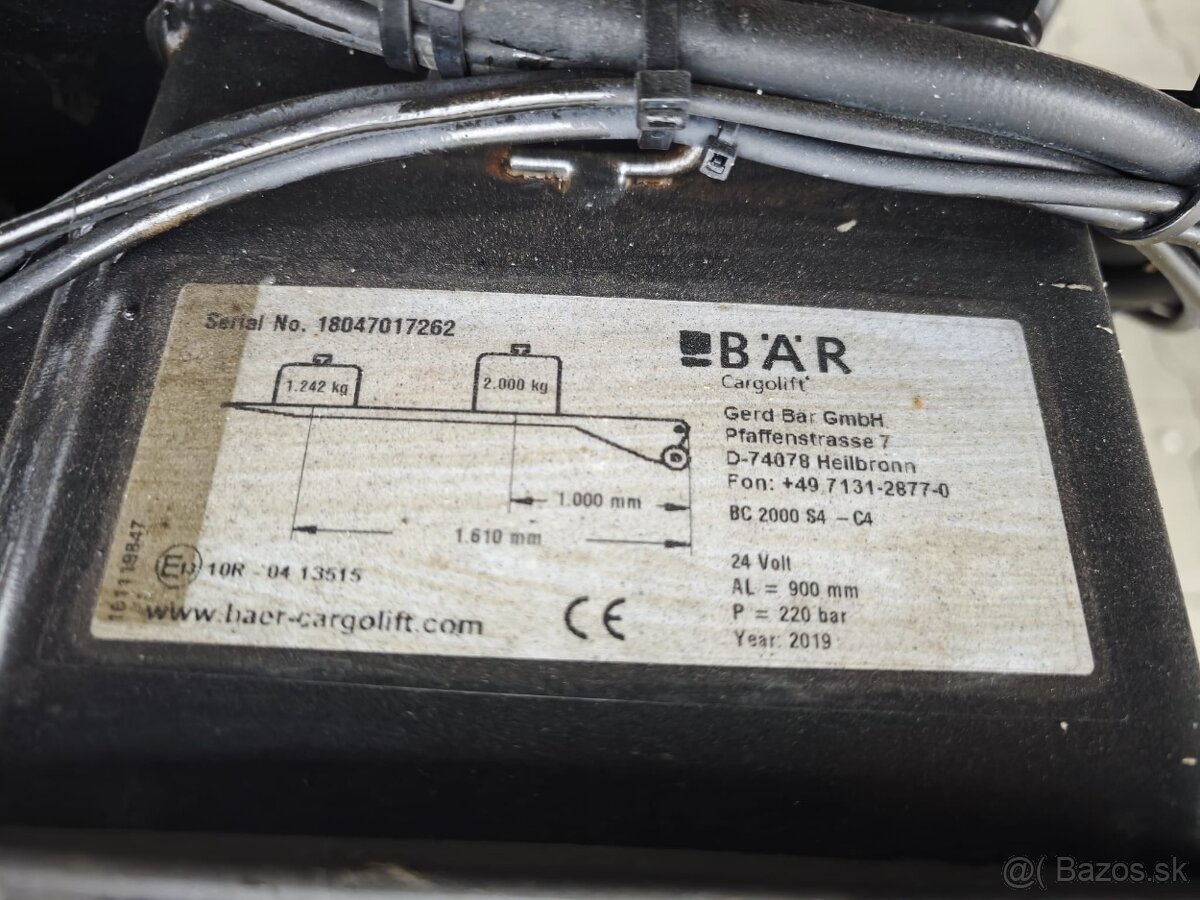 Serial No. 18047017262
1.242 kg
2.000 kg
1.000 mm
1.610 mm
BÄR
Cargolift
Gerd Bär GmbH
Pfaffenstrasse 7
D-74078 Heilbronn
Fon: +49 7131-2877-0
BC 2000 S4 - C4
24 Volt
AL = 900 mm
P = 220 bar
Year: 2019
161119847
E 13 10R - 04 13515
www.baer-cargolift.com
CE
@( Bazos.sk